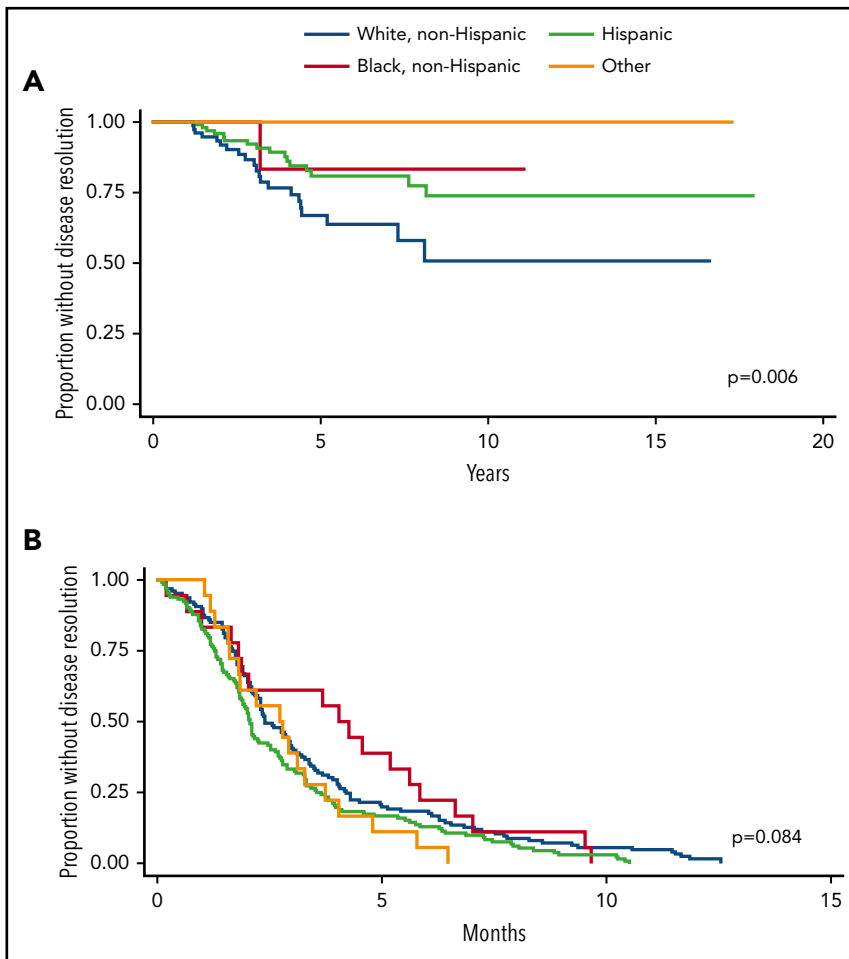 White, non-Hispanic Hispanic
Black, non-Hispanic Other
A
Proportion without disease resolution
1.00
0.75
0.50
0.25
0.00
p=0.006
0 5 10 15 20
Years
B
Proportion without disease resolution
1.00
0.75
0.50
0.25
0.00
p=0.084
0 5 10 15
Months